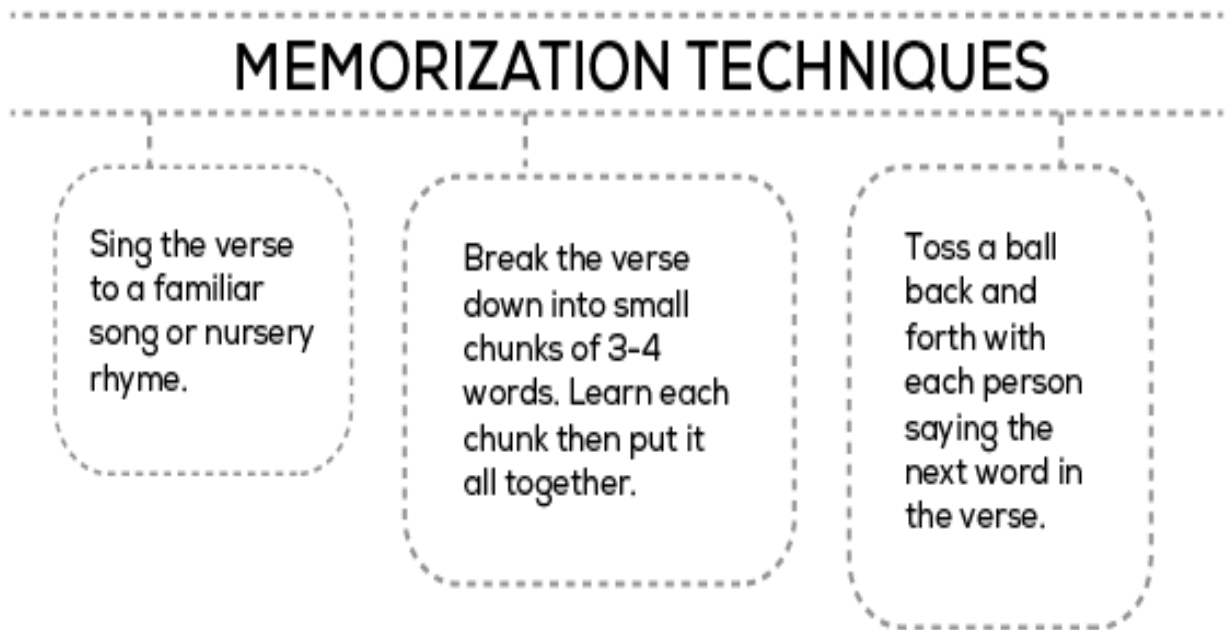 MEMORIZATION TECHNIQUES
Sing the verse
to a familiar
song or nursery
rhyme.
Break the verse
down into small
chunks of 3-4
words. Learn each
chunk then put it
all together.
Toss a ball
back and
forth with
each person
saying the
next word in
the verse.